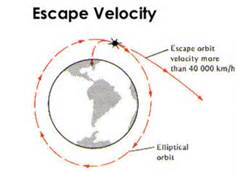 Escape Velocity
Escape orbit
velocity more
than 40 000 km/h
Elliptical
orbit